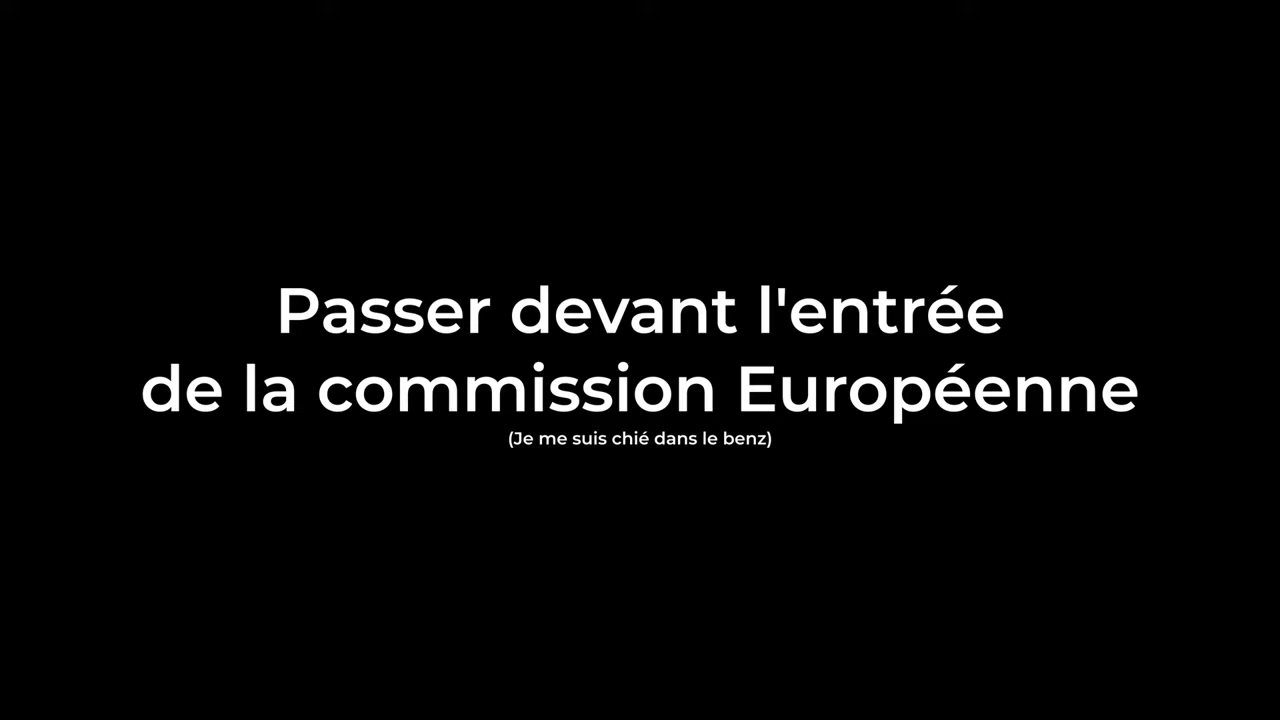 Passer devant l'entrée
de la commission Européenne
(Je me suis chié dans le benz)